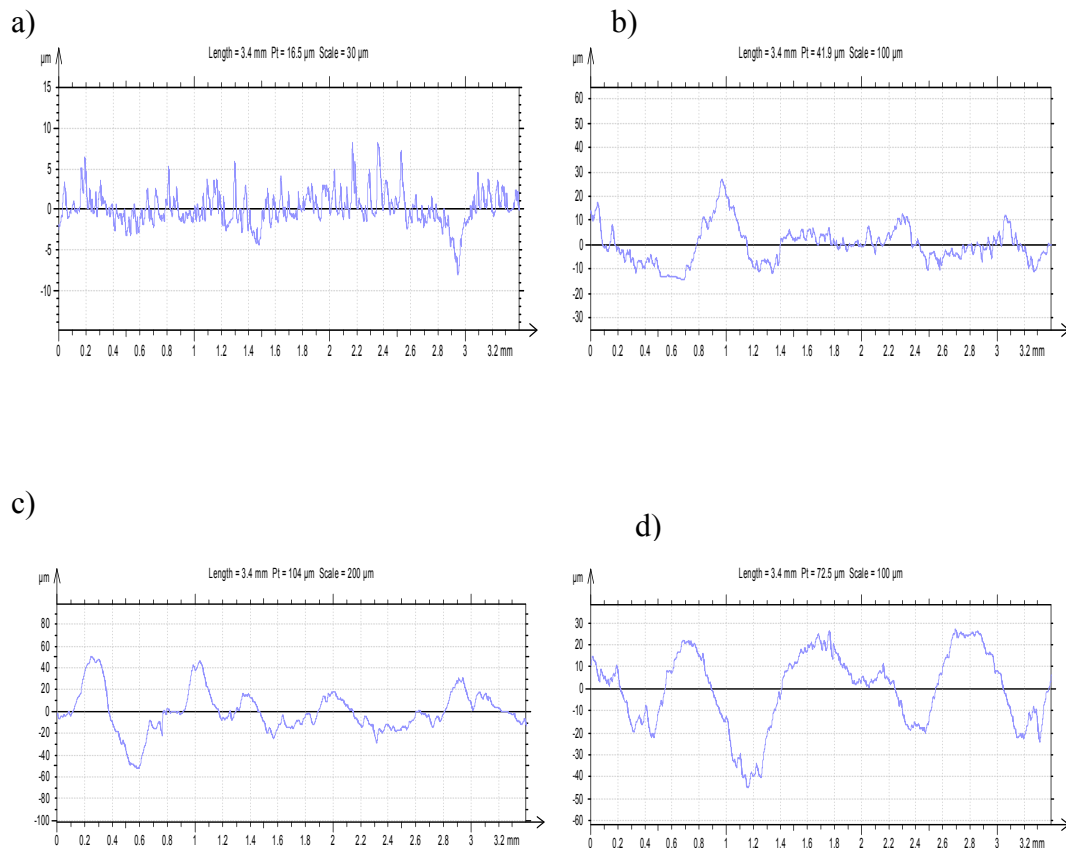 a)
Length = 3.4 mm Pt = 16.5 µm Scale = 30 µm
µm
15
10
5
0
-5
-10
0 0.2 0.4 0.6 0.8 1 1.2 1.4 1.6 1.8 2 2.2 2.4 2.6 2.8 3 3.2 mm
b)
Length = 3.4 mm Pt = 41.9 µm Scale = 100 µm
µm
60
50
40
30
20
10
0
-10
-20
-30
0 0.2 0.4 0.6 0.8 1 1.2 1.4 1.6 1.8 2 2.2 2.4 2.6 2.8 3 3.2 mm
c)
Length = 3.4 mm Pt = 104 µm Scale = 200 µm
µm
80
60
40
20
0
-20
-40
-60
-80
-100
0 0.2 0.4 0.6 0.8 1 1.2 1.4 1.6 1.8 2 2.2 2.4 2.6 2.8 3 3.2 mm
d)
Length = 3.4 mm Pt = 72.5 µm Scale = 100 µm
µm
30
20
10
0
-10
-20
-30
-40
-50
-60
0 0.2 0.4 0.6 0.8 1 1.2 1.4 1.6 1.8 2 2.2 2.4 2.6 2.8 3 3.2 mm